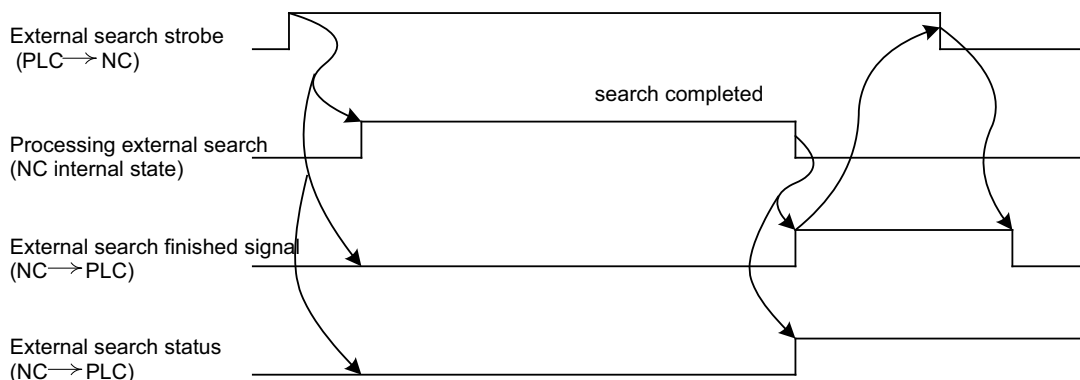 External search strobe
(PLC→NC)
search completed
Processing external search
(NC internal state)
External search finished signal
(NC→PLC)
External search status
(NC→PLC)